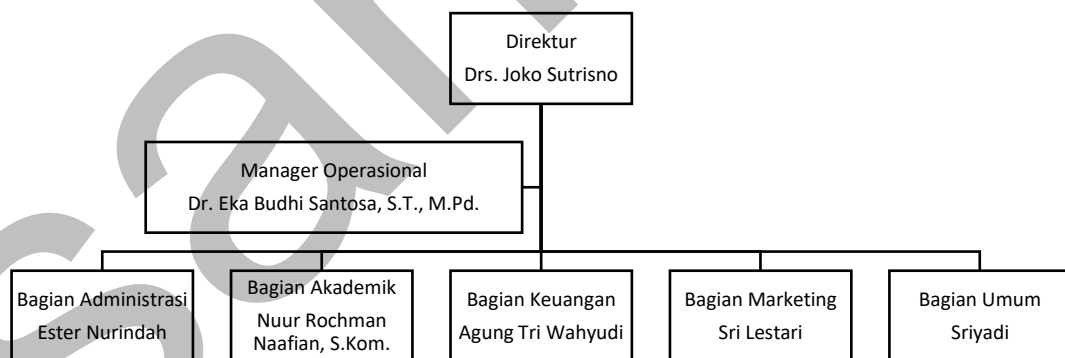 Direktur
Drs. Joko Sutrisno
Manager Operasional
Dr. Eka Budhi Santosa, S.T., M.Pd.
Bagian Administrasi
Ester Nurindah
Bagian Akademik
Nuur Rochman
Naafian, S.Kom.
Bagian Keuangan
Agung Tri Wahyudi
Bagian Marketing
Sri Lestari
Bagian Umum
Sriyadi